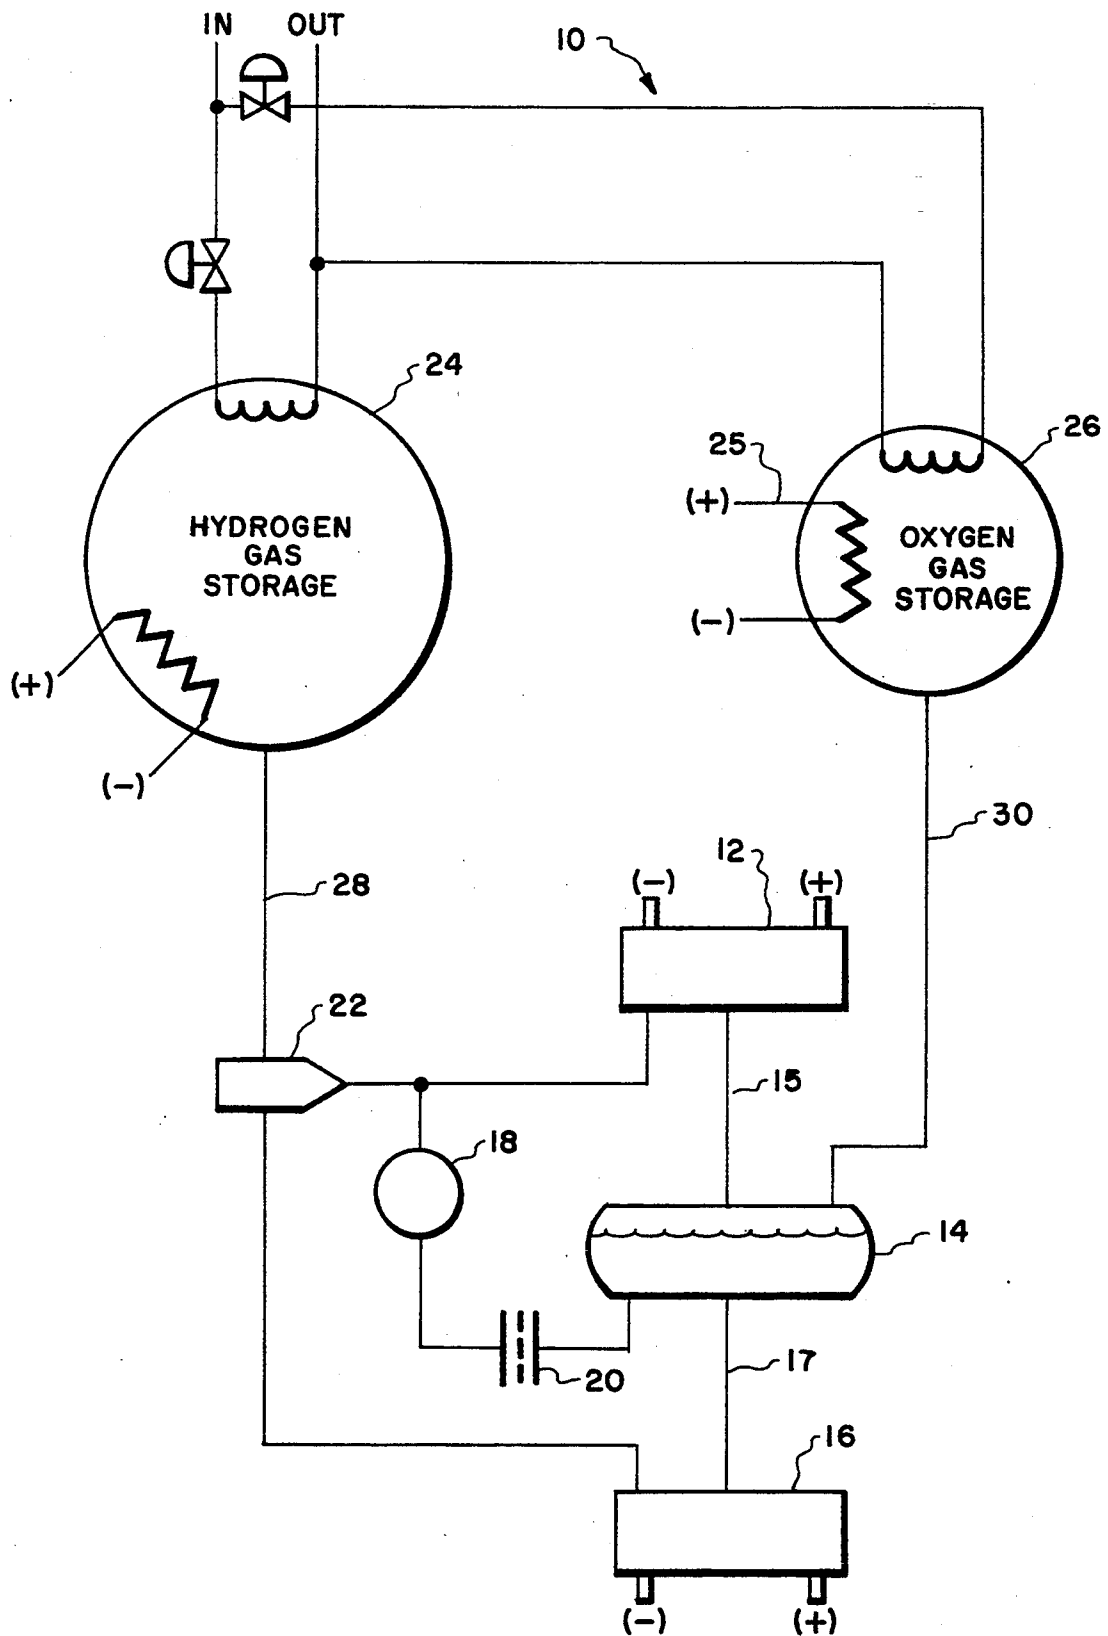 IN OUT
10
24
26
25
(+)
HYDROGEN
GAS
STORAGE
OXYGEN
GAS
STORAGE
(-)
(+)
(-)
30
12
28
(-) (+)
22
15
18
14
17
20
16
(-) (+)